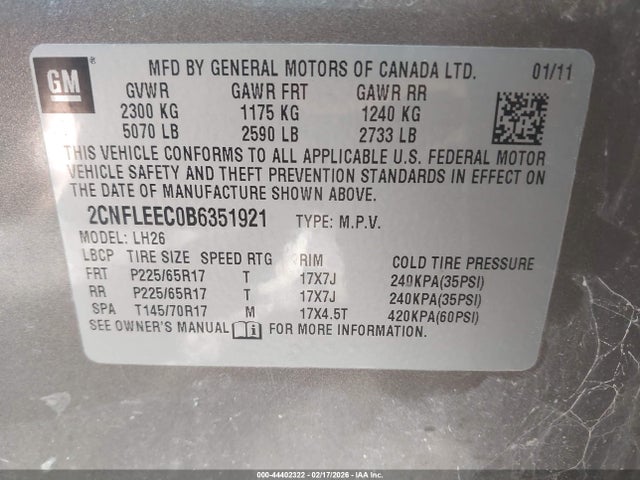 GM®
MFD BY GENERAL MOTORS OF CANADA LTD. 01/11
GVWR GAWR FRT GAWR RR
2300 KG 1175 KG 1240 KG
5070 LB 2590 LB 2733 LB
THIS VEHICLE CONFORMS TO ALL APPLICABLE U.S. FEDERAL MOTOR
VEHICLE SAFETY AND THEFT PREVENTION STANDARDS IN EFFECT ON
THE DATE OF MANUFACTURE SHOWN ABOVE.
2CNFLEEC0B6351921 TYPE: M.P.V.
MODEL: LH26
LBCP TIRE SIZE SPEED RTG RIM COLD TIRE PRESSURE
FRT P225/65R17 T 17X7J 240KPA(35PSI)
RR P225/65R17 T 17X7J 240KPA(35PSI)
SPA T145/70R17 M 17X4.5T 420KPA(60PSI)
SEE OWNER'S MANUAL FOR MORE INFORMATION.
000-44402322 - 02/17/2026 - IAAI.COM